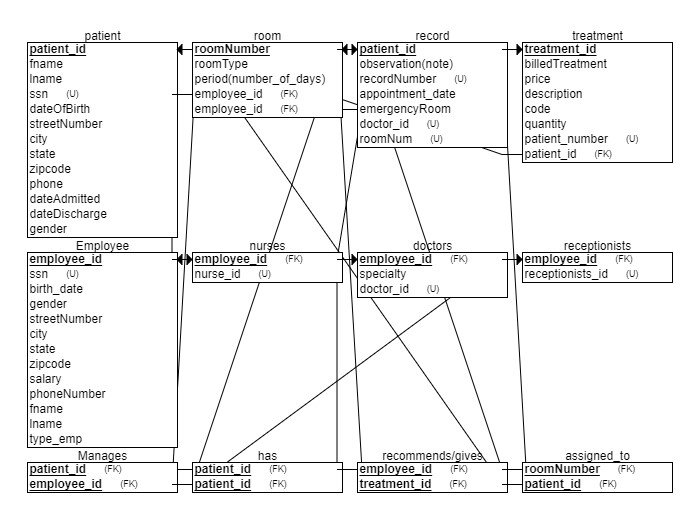 patient
patient_id
fname
lname
ssn (U)
dateOfBirth
streetNumber
city
state
zipcode
phone
dateAdmitted
dateDischarge
gender
room
roomNumber
roomType
period(number_of_days)
employee_id (FK)
employee_id (FK)
record
patient_id
observation(note)
recordNumber (U)
appointment_date
emergencyRoom
doctor_id (U)
roomNum (U)
treatment
treatment_id
billedTreatment
price
description
code
quantity
patient_number (U)
patient_id (FK)
Employee
employee_id
ssn (U)
birth_date
gender
streetNumber
city
state
zipcode
salary
phoneNumber
fname
lname
type_emp
nurses
employee_id (FK)
nurse_id (U)
doctors
employee_id (FK)
specialty
doctor_id (U)
receptionists
employee_id (FK)
receptionists_id (U)
Manages
patient_id (FK)
employee_id (FK)
has
patient_id (FK)
patient_id (FK)
recommends/gives
employee_id (FK)
treatment_id (FK)
assigned_to
roomNumber (FK)
patient_id (FK)